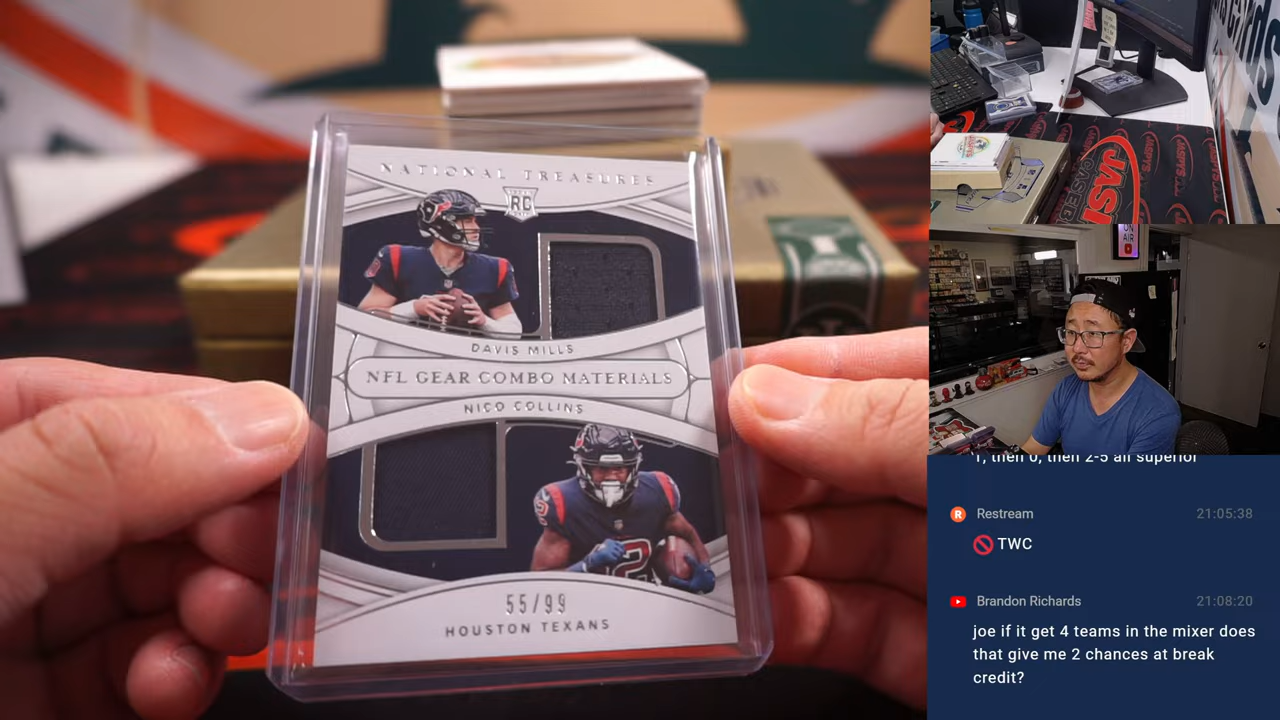 NATIONAL TREASURES
RC
DAVIS MILLS
NFL GEAR COMBO MATERIALS
NICO COLLINS
55/99
HOUSTON TEXANS
ON
AIR
1, then 0, then 2-5 all superior
Restream
21:05:38
🚫 TWC
Brandon Richards
21:08:20
joe if it get 4 teams in the mixer does
that give me 2 chances at break
credit?